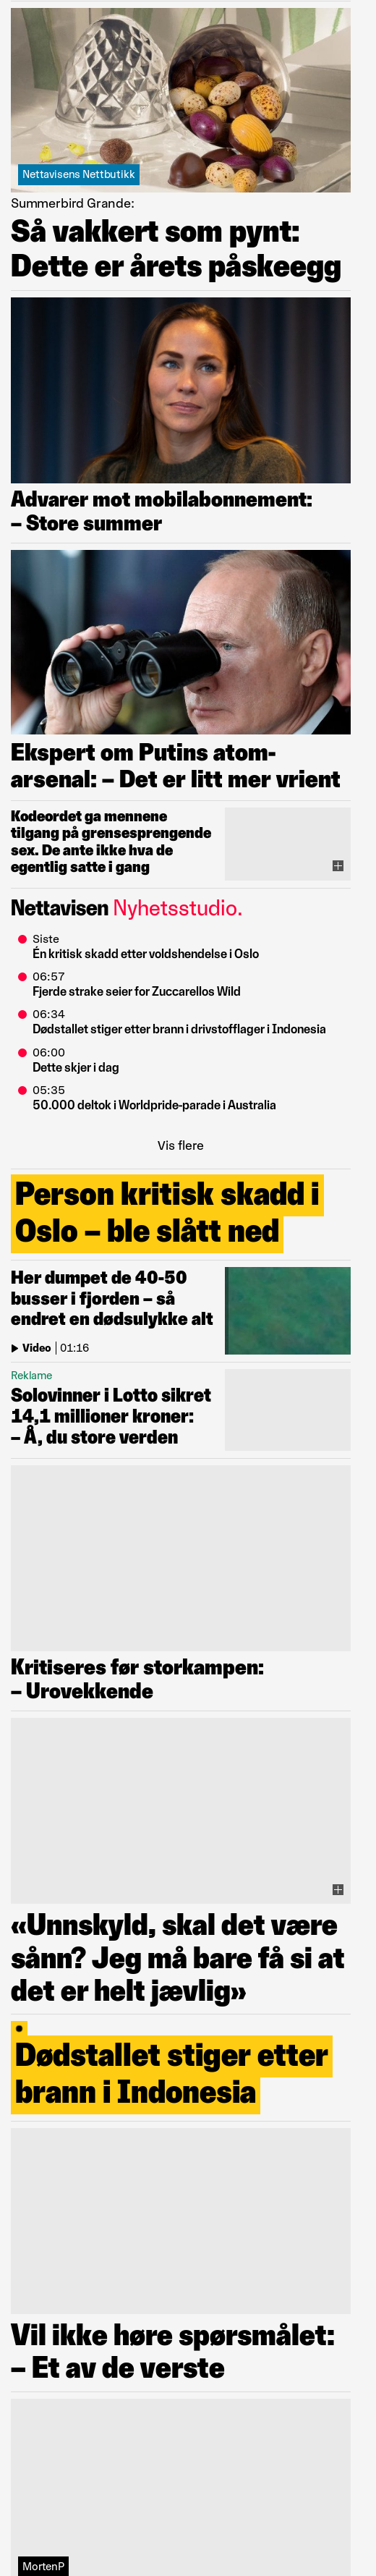 Nettavisens Nettbutikk
Summerbird Grande:
Så vakkert som pynt:
Dette er årets påskeegg
Advarer mot mobilabonnement:
– Store summer
Ekspert om Putins atom-
arsenal: – Det er litt mer vrient
Kodeordet ga mennene
tilgang på grensesprengende
sex. De ante ikke hva de
egentlig satte i gang
Nettavisen Nyhetsstudio.
Siste
Én kritisk skadd etter voldshendelse i Oslo
06:57
Fjerde strake seier for Zuccarellos Wild
06:34
Dødstallet stiger etter brann i drivstofflager i Indonesia
06:00
Dette skjer i dag
05:35
50.000 deltok i Worldpride-parade i Australia
Vis flere
Person kritisk skadd i
Oslo – ble slått ned
Her dumpet de 40-50
busser i fjorden – så
endret en dødsulykke alt
Video | 01:16
Reklame
Solovinner i Lotto sikret
14,1 millioner kroner:
– Å, du store verden
Kritiseres før storkampen:
– Urovekkende
«Unnskyld, skal det være
sånn? Jeg må bare få si at
det er helt jævlig»
Dødstallet stiger etter
brann i Indonesia
Vil ikke høre spørsmålet:
– Et av de verste
MortenP